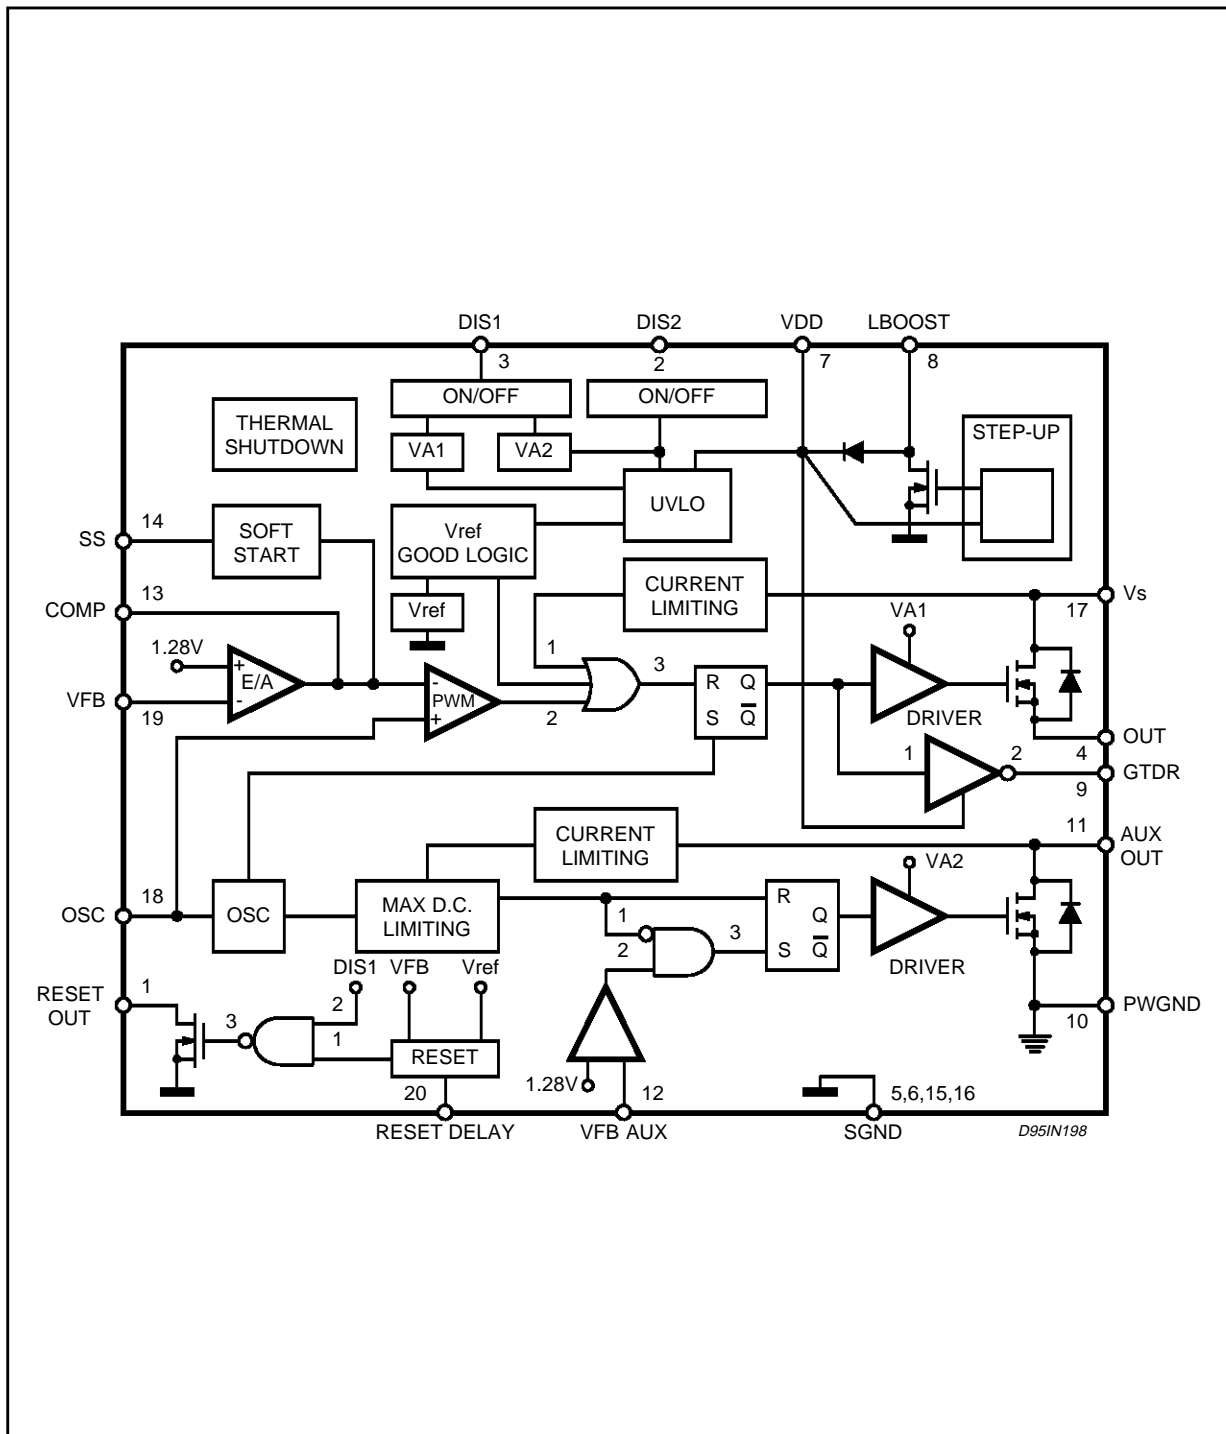 DIS1 DIS2 VDD LBOOST
3 2 7 8
ON/OFF ON/OFF
THERMAL
SHUTDOWN
STEP-UP
VA1 VA2
UVLO
14
SS
SOFT
START
Vref
GOOD LOGIC
CURRENT
LIMITING
13
COMP
Vref
Vs
17
1.28V
VA1
1 3
+
E/A
-
-
PWM
+
R Q
S Q
2
VFB
19
DRIVER
OUT
4
1 2
GTDR
9
CURRENT
LIMITING
11
AUX
OUT
VA2
18
OSC
OSC
MAX D.C.
LIMITING
1
2
3
R
Q
S Q
DRIVER
DIS1 VFB Vref
RESET
OUT
1
3
2
1
RESET
PWGND
10
20
1.28V
12
5,6,15,16
RESET DELAY VFB AUX SGND
D95IN198